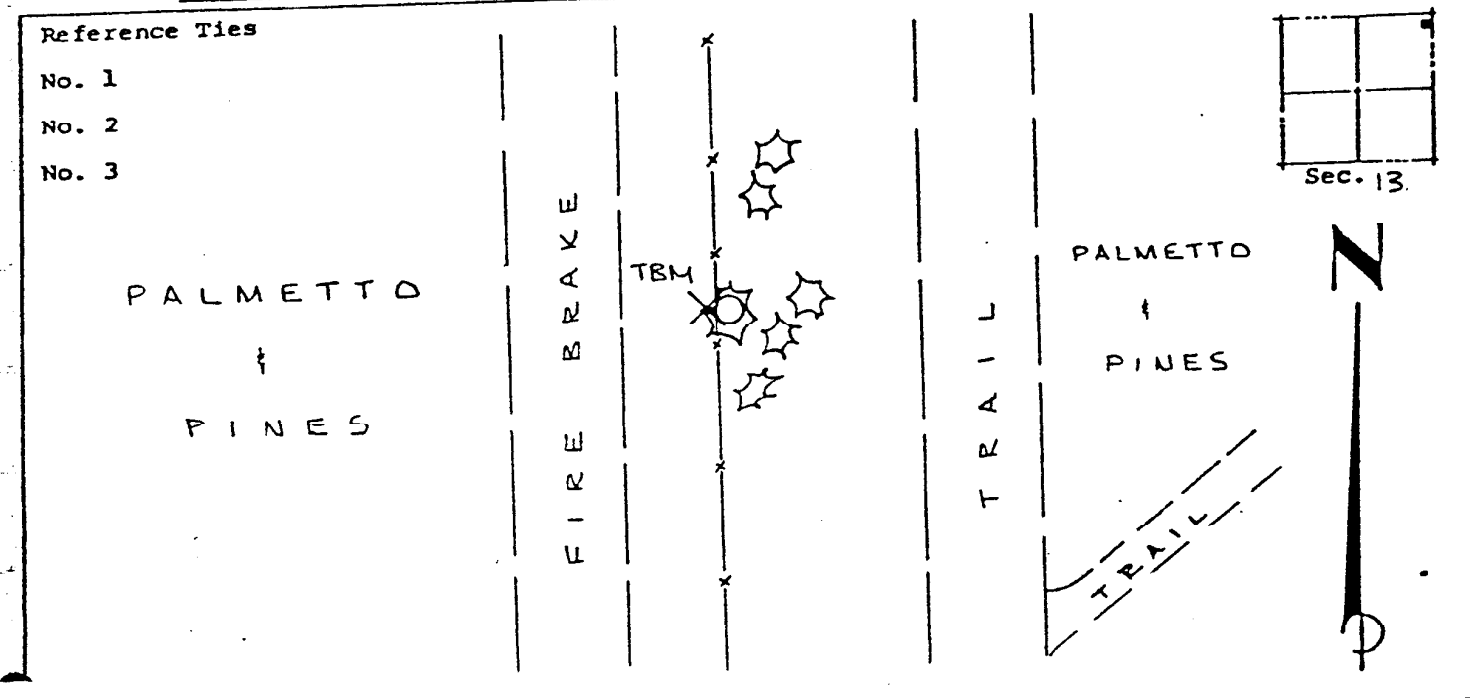 Reference Ties
No. 1
No. 2
No. 3
PALMETTO
&
PINES
FIRE BRAKE
TBM
TRAIL
PALMETTO
&
PINES
TRAIL
Sec. 13.
N